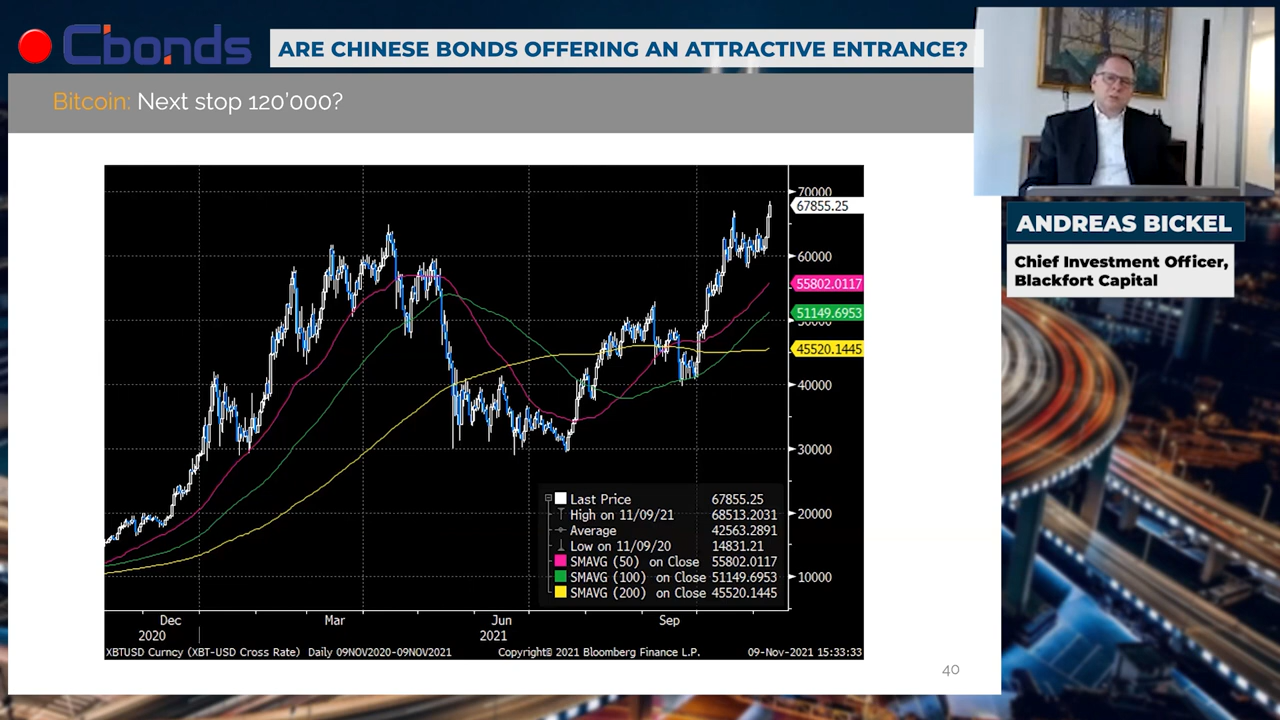 Cbonds
ARE CHINESE BONDS OFFERING AN ATTRACTIVE ENTRANCE?
Bitcoin: Next stop 120’000?
ANDREAS BICKEL
Chief Investment Officer,
Blackfort Capital
70000
67855.25
60000
55802.0117
51149.6953
50000
45520.1445
40000
30000
20000
10000
Last Price 67855.25
High on 11/09/21 68513.2031
Average 42563.2891
Low on 11/09/20 14831.21
SMAVG (50) on Close 55802.0117
SMAVG (100) on Close 51149.6953
SMAVG (200) on Close 45520.1445
Dec Mar Jun Sep
2020 2021
XBTUSD Curncy (XBT-USD Cross Rate) Daily 09NOV2020-09NOV2021 Copyright© 2021 Bloomberg Finance L.P. 09-Nov-2021 15:33:33
40